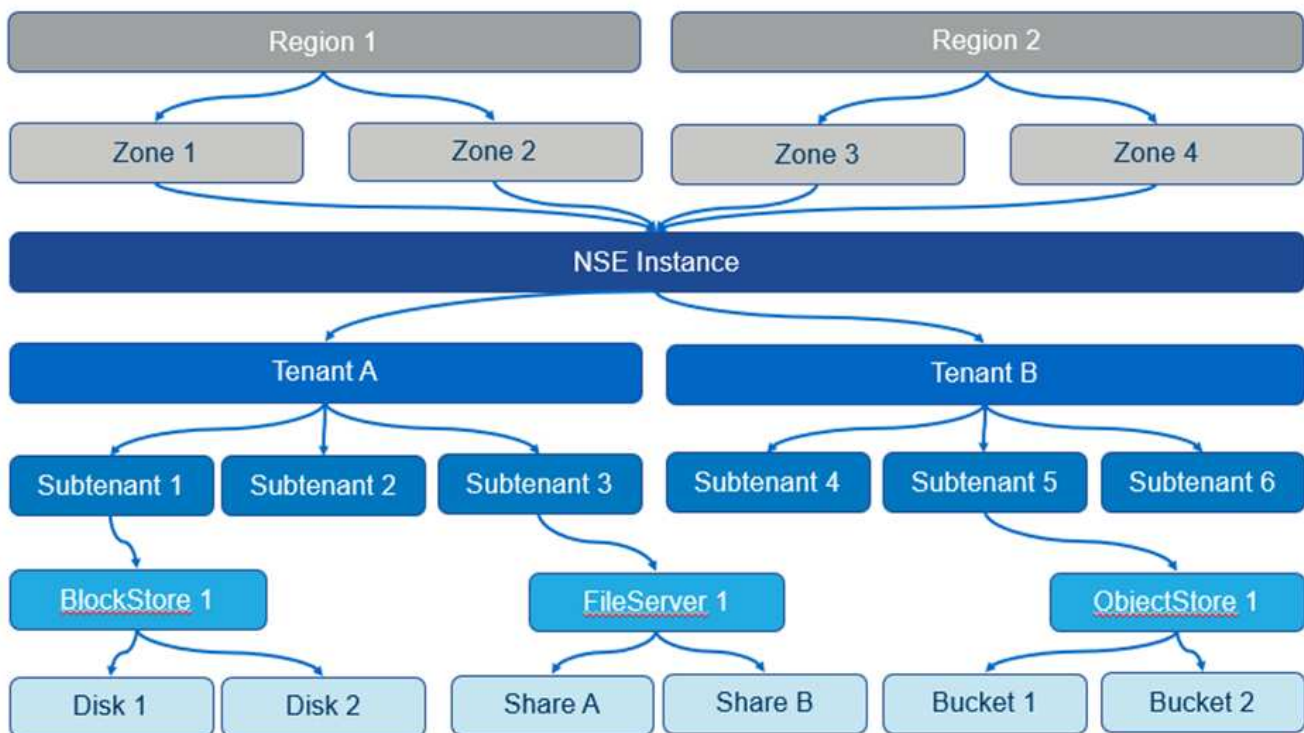 Region 1
Region 2
Zone 1
Zone 2
Zone 3
Zone 4
NSE Instance
Tenant A
Tenant B
Subtenant 1
Subtenant 2
Subtenant 3
Subtenant 4
Subtenant 5
Subtenant 6
BlockStore 1
FileServer 1
ObjectStore 1
Disk 1
Disk 2
Share A
Share B
Bucket 1
Bucket 2